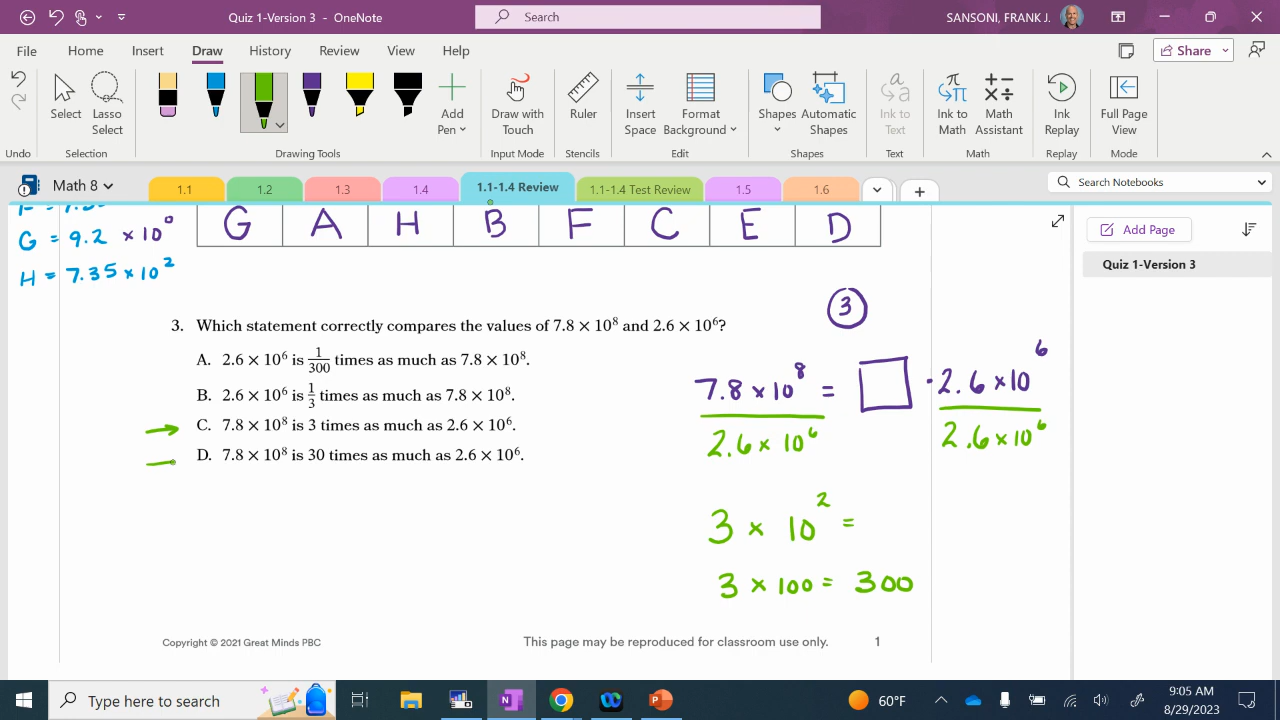 Quiz 1-Version 3 - OneNote
Search
SANSONI, FRANK J.
File Home Insert Draw History Review View Help
Share
Select
Lasso Select
Add Pen
Draw with Touch
Ruler
Insert Space
Format Background
Shapes
Automatic Shapes
Ink to Text
Ink to Math
Math Assistant
Ink Replay
Full Page View
Undo Selection Drawing Tools Input Mode Stencils Edit Shapes Text Math Replay Mode
Math 8
1.1 1.2 1.3 1.4 1.1-1.4 Review 1.1-1.4 Test Review 1.5 1.6
Search Notebooks
Add Page
Quiz 1-Version 3
G = 9.2 × 10⁰
H = 7.35 × 10²
G A H B F C E D
3
3. Which statement correctly compares the values of 7.8 × 10⁸ and 2.6 × 10⁶?
A. 2.6 × 10⁶ is 1/300 times as much as 7.8 × 10⁸.
B. 2.6 × 10⁶ is 1/3 times as much as 7.8 × 10⁸.
C. 7.8 × 10⁸ is 3 times as much as 2.6 × 10⁶.
D. 7.8 × 10⁸ is 30 times as much as 2.6 × 10⁶.
7.8 × 10⁸ = □ · 2.6 × 10⁶
2.6 × 10⁶ 2.6 × 10⁶
3 × 10² =
3 × 100 = 300
Copyright © 2021 Great Minds PBC
This page may be reproduced for classroom use only.
1
Type here to search
60°F
9:05 AM
8/29/2023